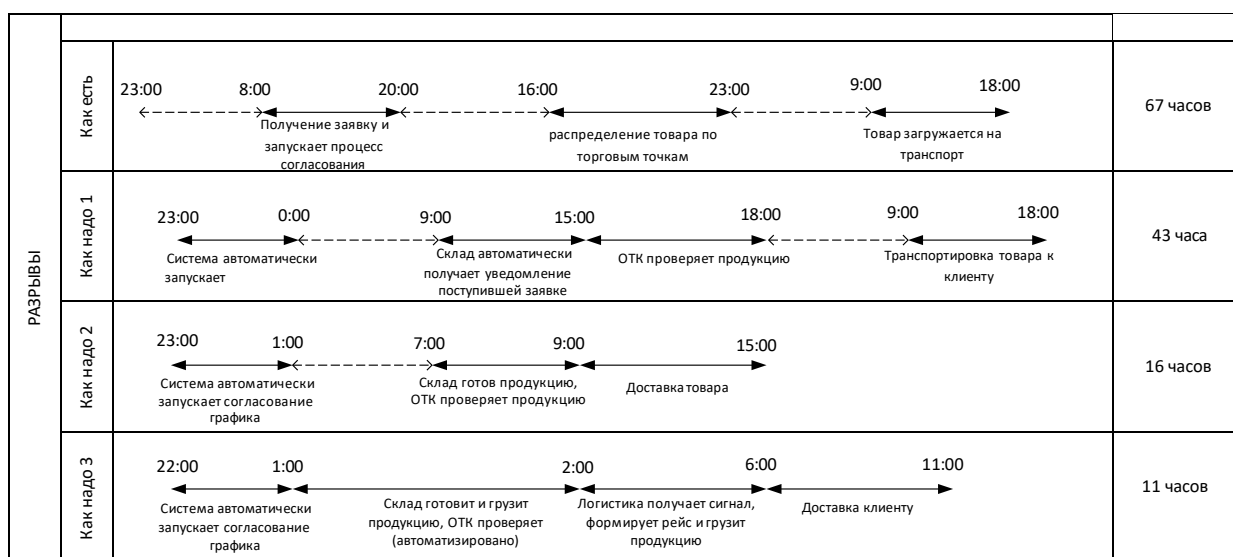 РАЗРЫВЫ
Как есть
23:00 8:00 20:00 16:00 23:00 9:00 18:00
Получение заявку и
запускает процесс
согласования
распределение товара по
торговым точкам
Товар загружается на
транспорт
67 часов
Как надо 1
23:00 0:00 9:00 15:00 18:00 9:00 18:00
Система автоматически
запускает
Склад автоматически
получает уведомление
поступившей заявке
ОТК проверяет продукцию
Транспортировка товара к
клиенту
43 часа
Как надо 2
23:00 1:00 7:00 9:00 15:00
Система автоматически
запускает согласование
графика
Склад готов продукцию,
ОТК проверяет продукцию
Доставка товара
16 часов
Как надо 3
22:00 1:00 2:00 6:00 11:00
Система автоматически
запускает согласование
графика
Склад готовит и грузит
продукцию, ОТК проверяет
(автоматизировано)
Логистика получает сигнал,
формирует рейс и грузит
продукцию
Доставка клиенту
11 часов